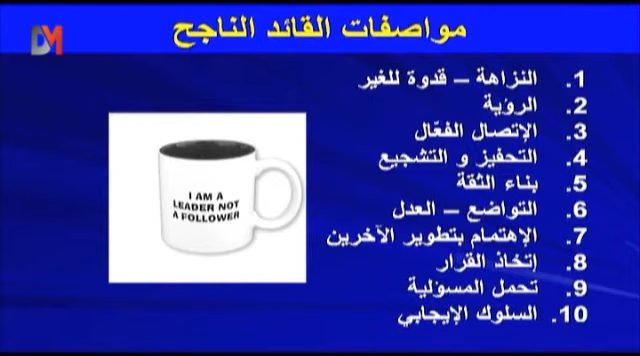 مواصفات القائد الناجح
DM
1. النزاهة – قدوة للغير
2. الرؤية
3. الإتصال الفعّال
4. التحفيز و التشجيع
5. بناء الثقة
6. التواضع – العدل
7. الإهتمام بتطوير الآخرين
8. إتخاذ القرار
9. تحمل المسؤلية
10. السلوك الإيجابي
I AM A
LEADER NOT
A FOLLOWER